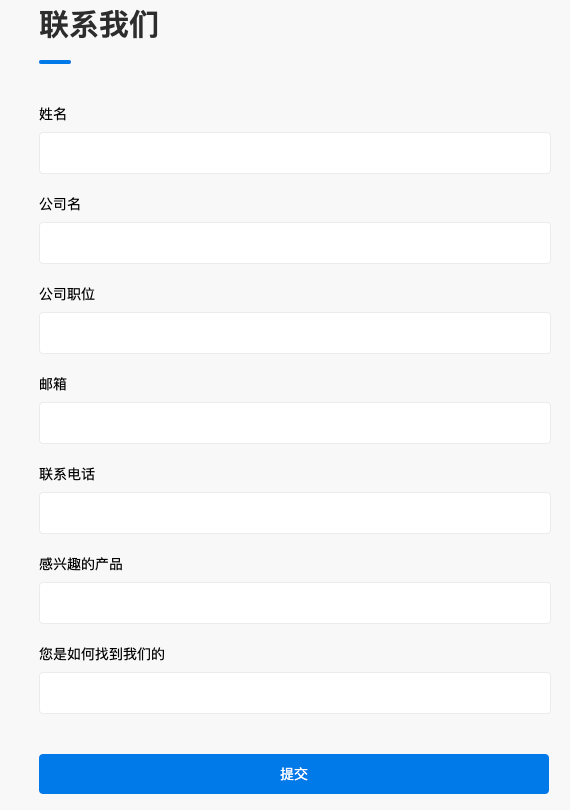 联系我们
姓名
公司名
公司职位
邮箱
联系电话
感兴趣的产品
您是如何找到我们的
提交